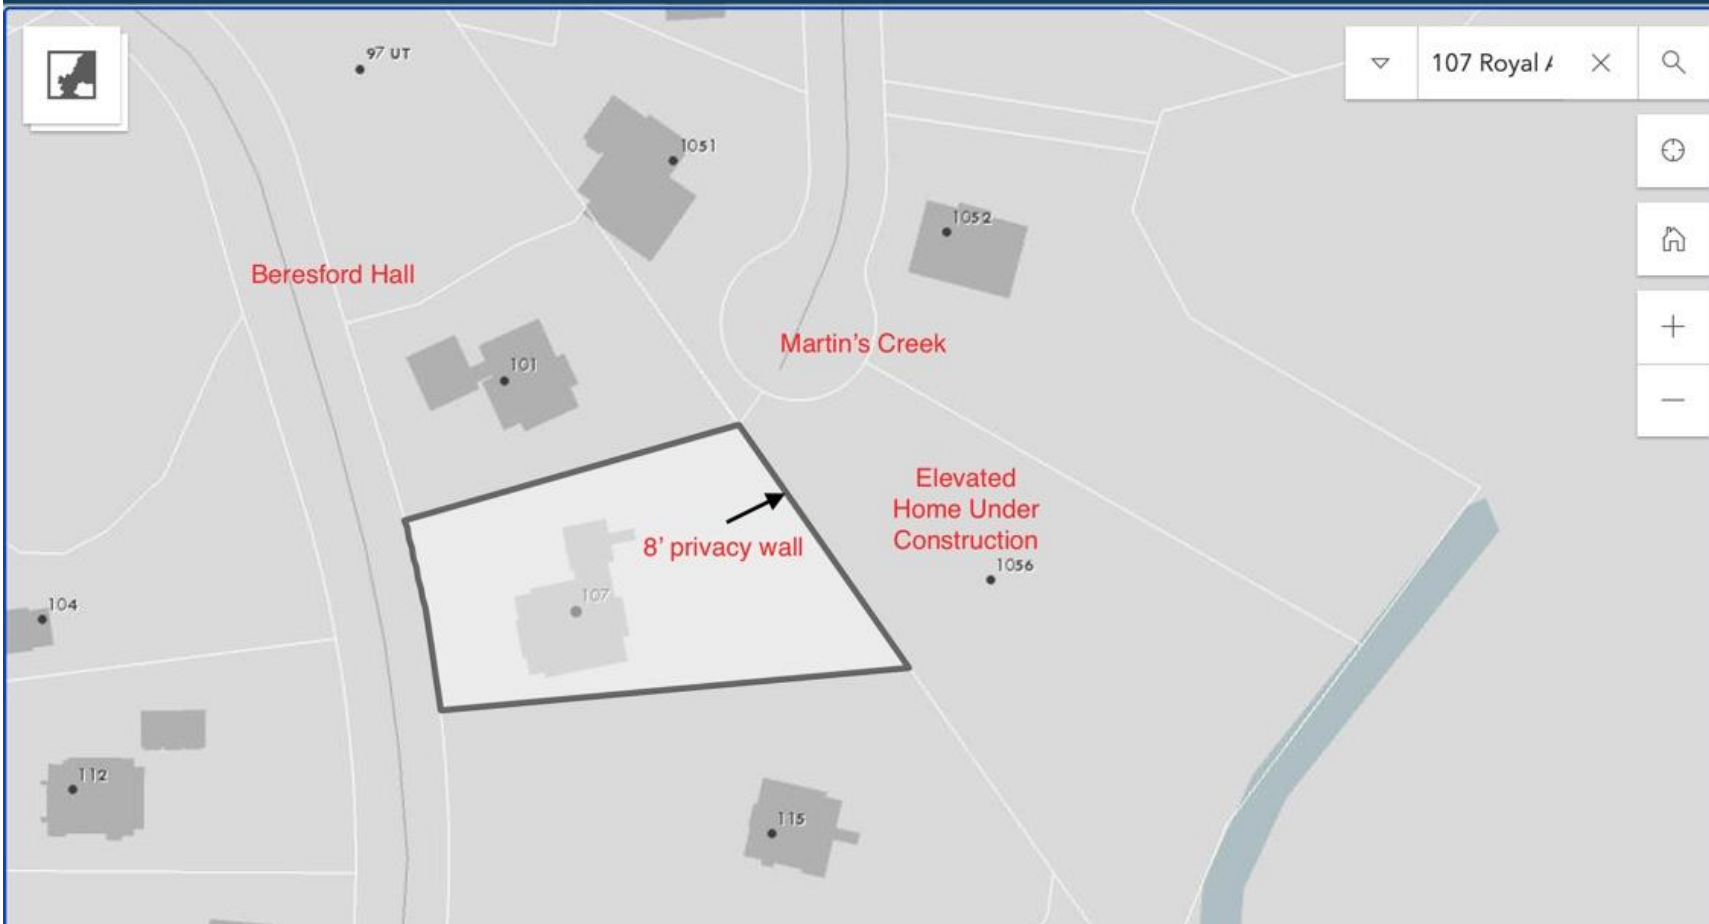 97 UT
107 Royal
1051
1052
Beresford Hall
Martin's Creek
101
Elevated
Home Under
Construction
8' privacy wall
1056
107
104
112
115